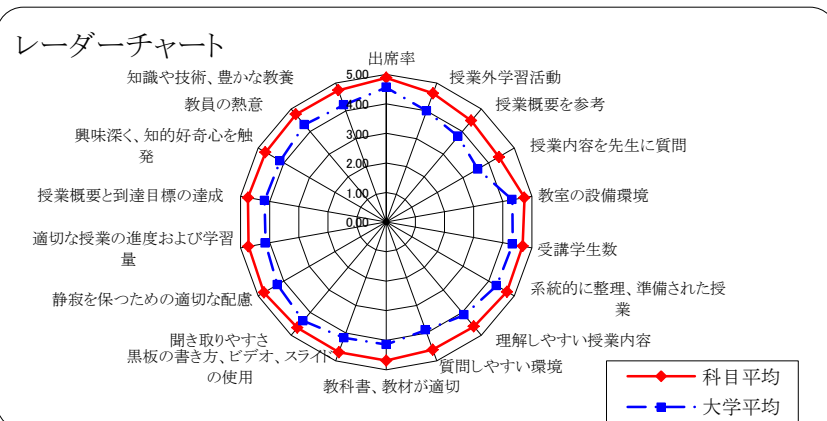 レーダーチャート
出席率
授業外学習活動
授業概要を参考
授業内容を先生に質問
教室の設備環境
受講学生数
系統的に整理、準備された授
業
理解しやすい授業内容
質問しやすい環境
教科書、教材が適切
黒板の書き方、ビデオ、スライド
の使用
聞き取りやすさ
静寂を保つための適切な配慮
適切な授業の進度および学習
量
授業概要と到達目標の達成
興味深く、知的好奇心を触
発
教員の熱意
知識や技術、豊かな教養
5.00
4.00
3.00
2.00
1.00
0.00
科目平均
大学平均